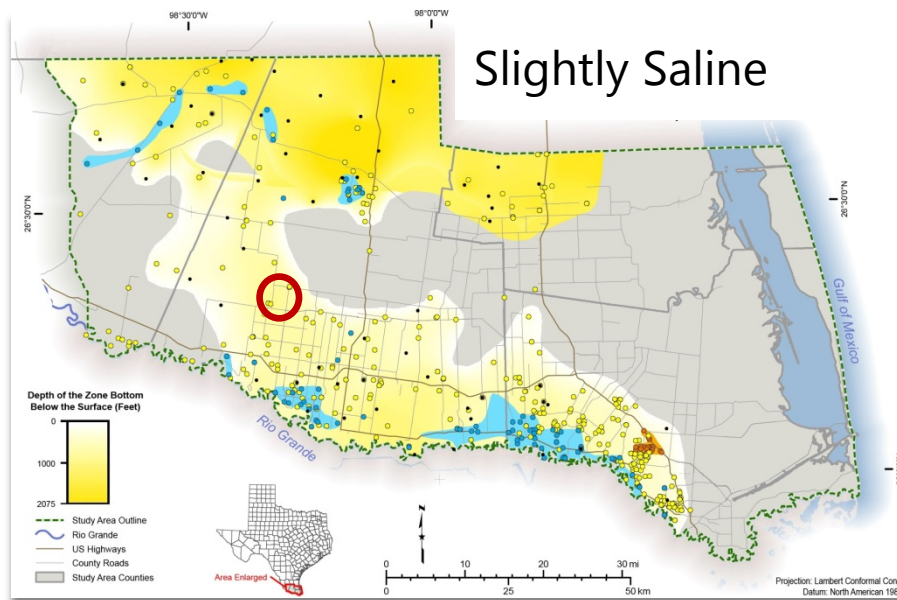 98°30'0"W
98°0'0"W
Slightly Saline
26°30'0"N
26°30'0"N
Gulf of Mexico
Rio Grande
Depth of the Zone Bottom
Below the Surface (Feet)
0
1000
2075
Study Area Outline
Rio Grande
US Highways
County Roads
Study Area Counties
Area Enlarged
N
0 10 20 30 mi
0 25 50 km
Projection: Lambert Conformal Con
Datum: North American 198